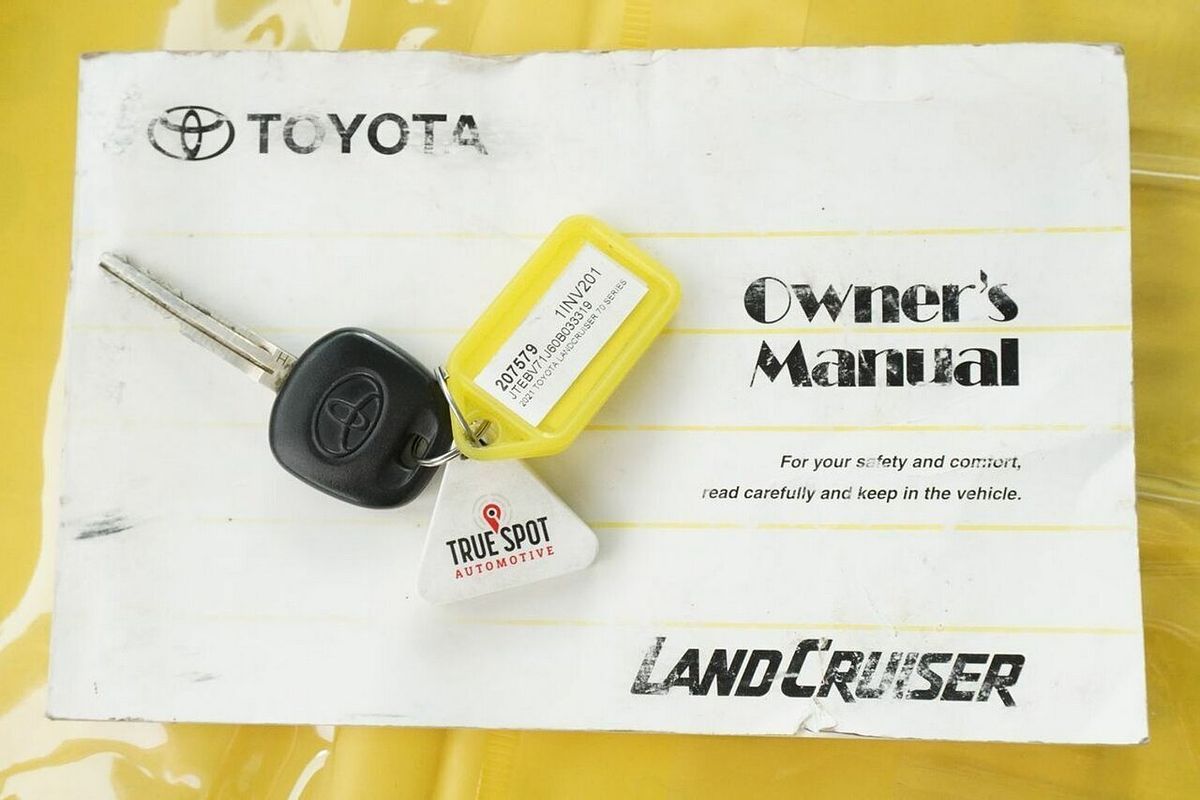 TOYOTA
Owner's
Manual
For your safety and comfort,
read carefully and keep in the vehicle.
LANDCRUISER
207579 1INV201
JTEBV71J60B033319
2021 TOYOTA LANDCRUISER 70 SERIES
H
TRUE SPOT
AUTOMOTIVE